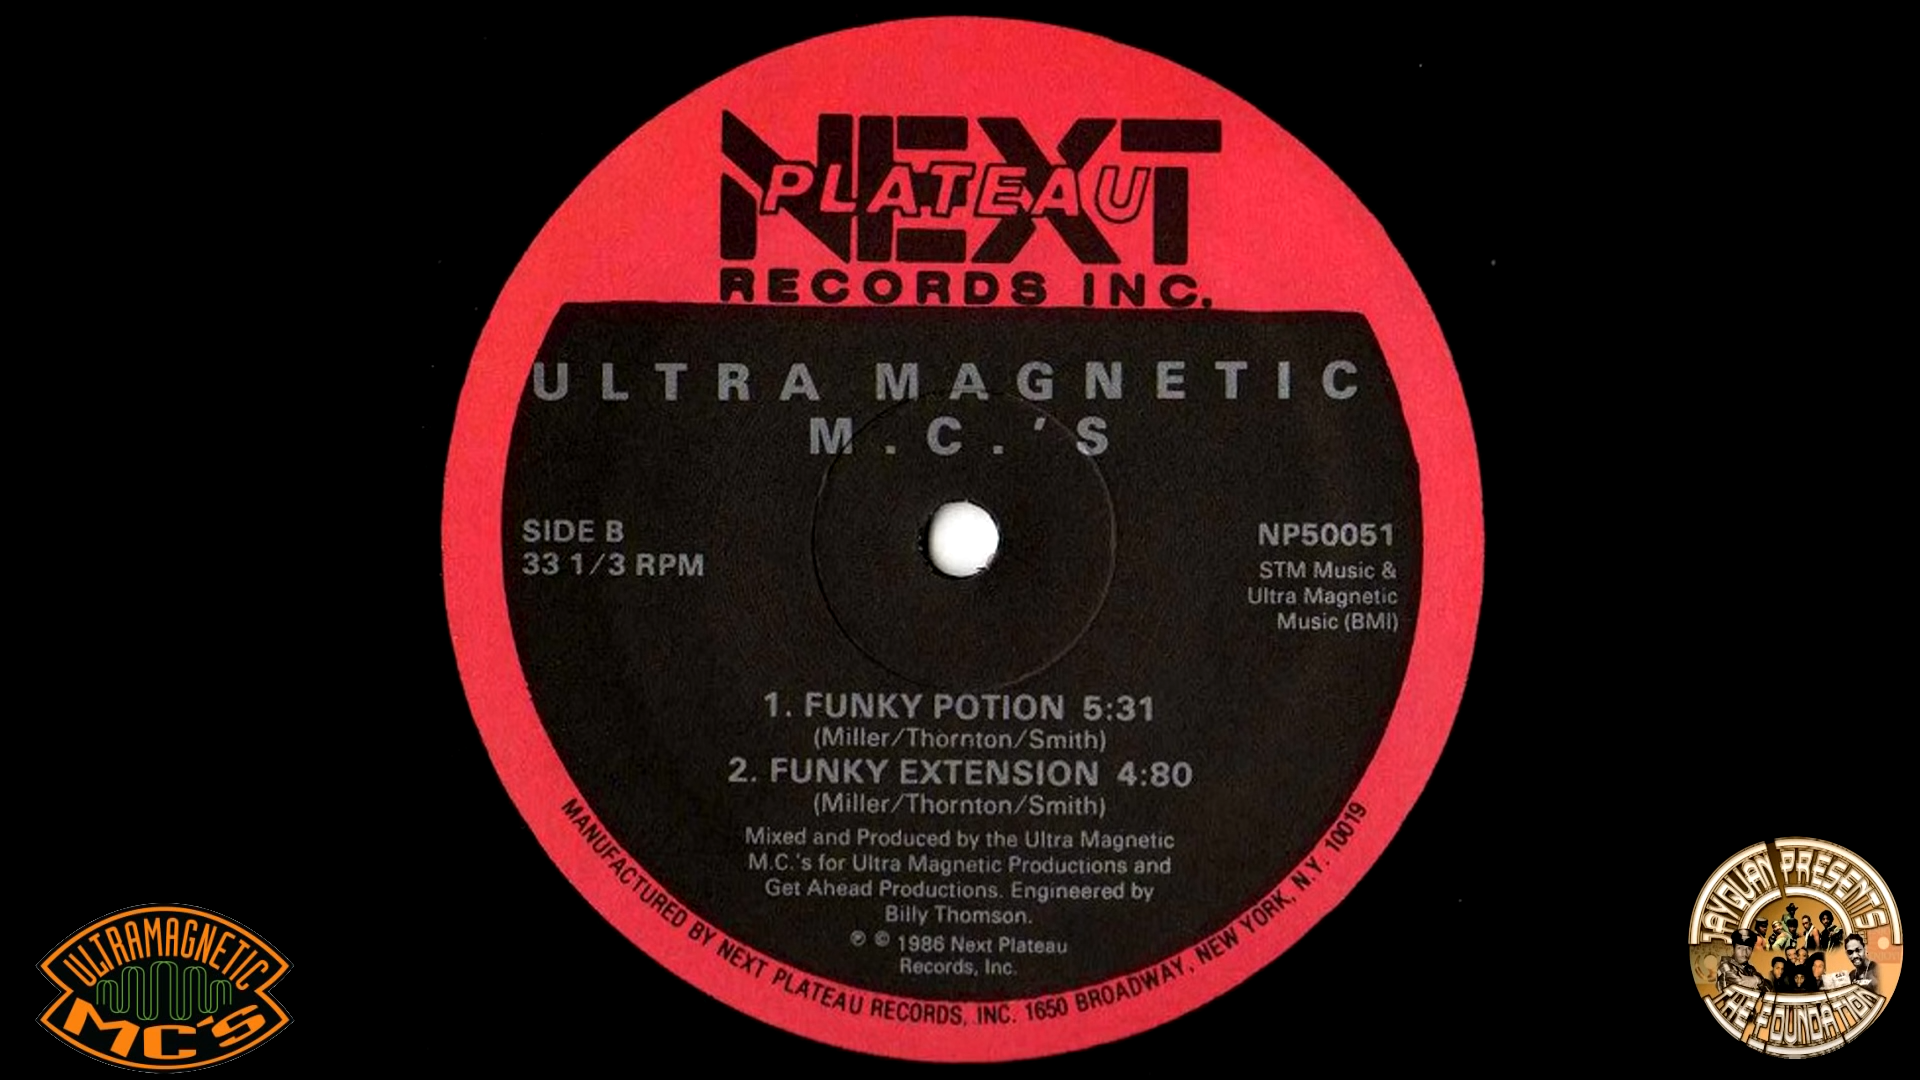 NEXT
PLATEAU
RECORDS INC.
ULTRA MAGNETIC
M.C.'S
SIDE B
33 1/3 RPM
NP50051
STM Music &
Ultra Magnetic
Music (BMI)
1. FUNKY POTION 5:31
(Miller/Thornton/Smith)
2. FUNKY EXTENSION 4:80
(Miller/Thornton/Smith)
Mixed and Produced by the Ultra Magnetic
M.C.'s for Ultra Magnetic Productions and
Get Ahead Productions. Engineered by
Billy Thomson.
℗ © 1986 Next Plateau
Records, Inc.
MANUFACTURED BY NEXT PLATEAU RECORDS, INC. 1650 BROADWAY, NEW YORK, N.Y. 10019
ULTRAMAGNETIC
MC'S
JAYQUAN PRESENTS
THE FOUNDATION